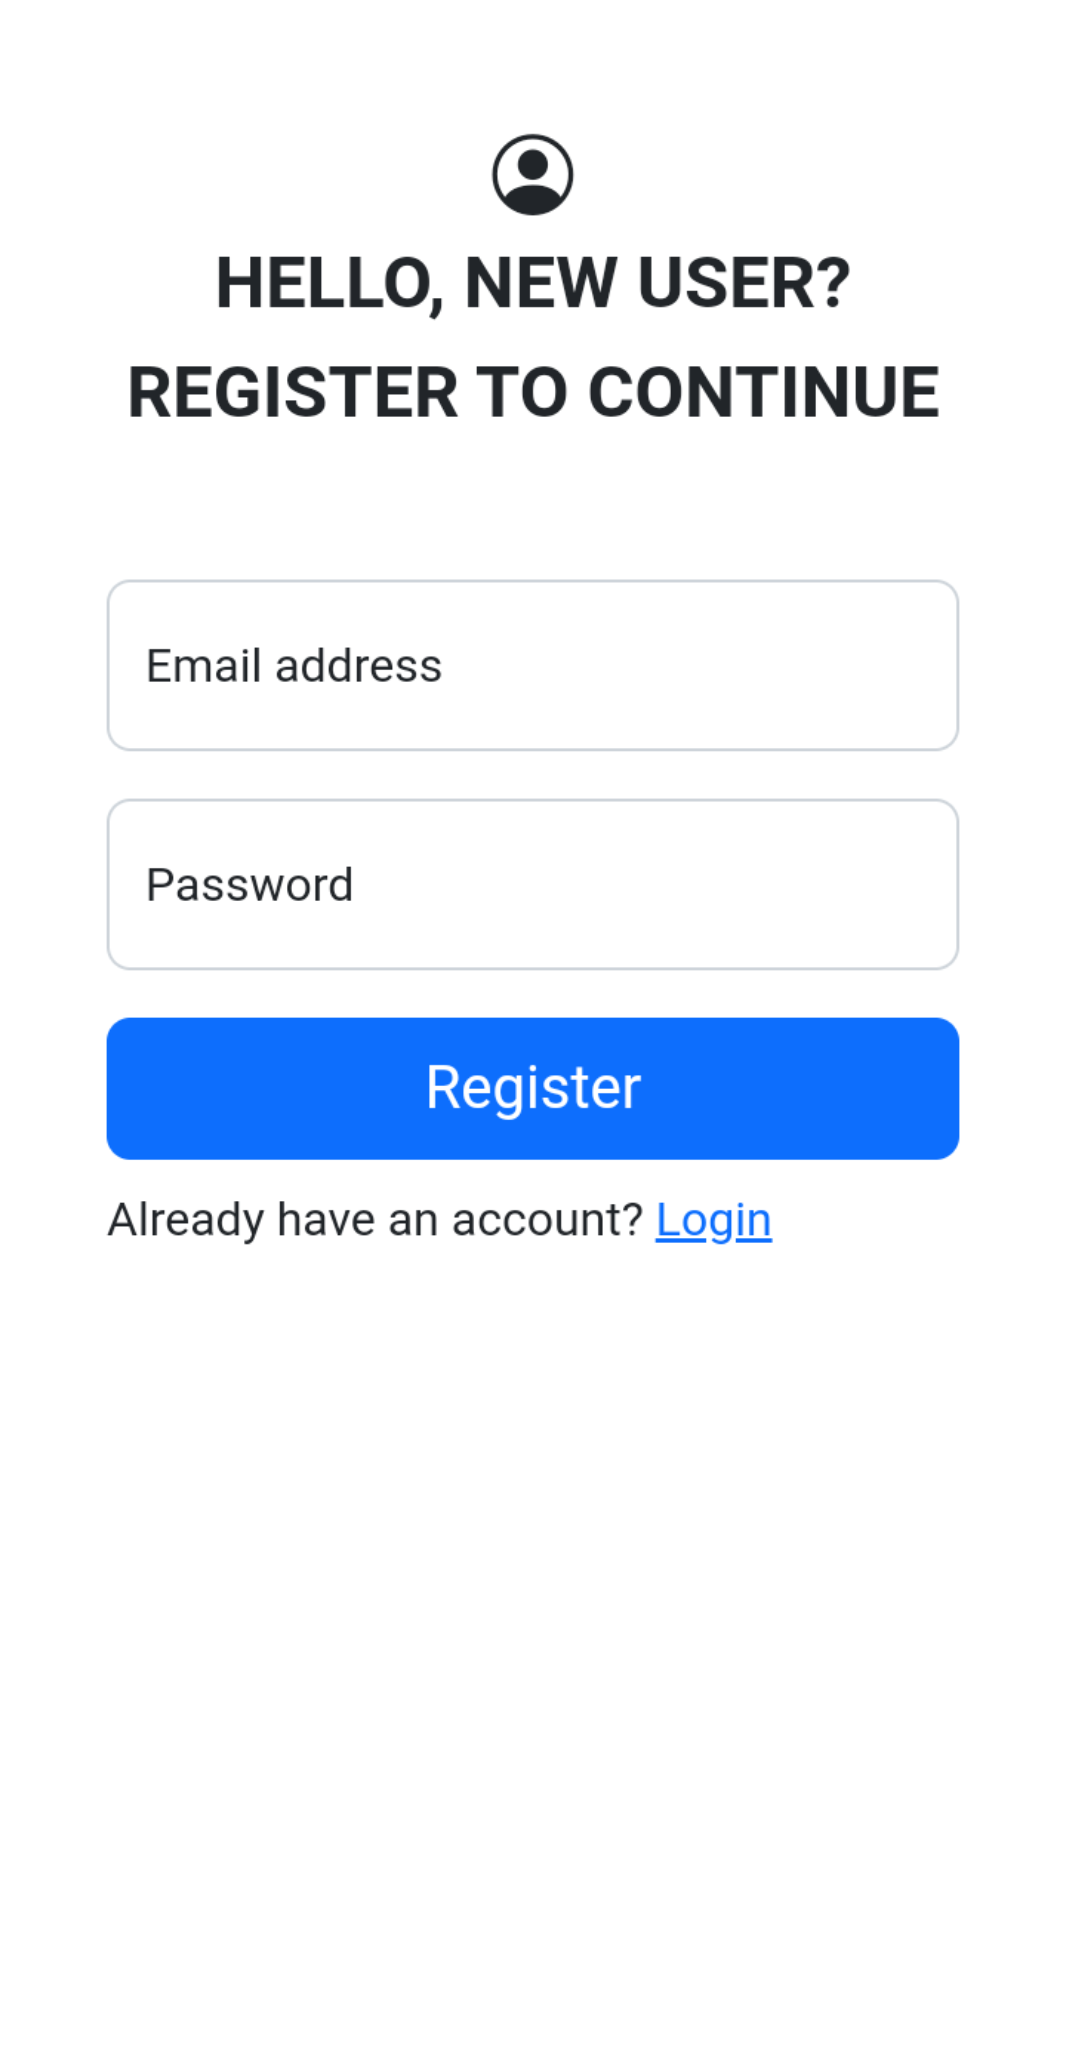 HELLO, NEW USER?
REGISTER TO CONTINUE
Email address
Password
Register
Already have an account? Login